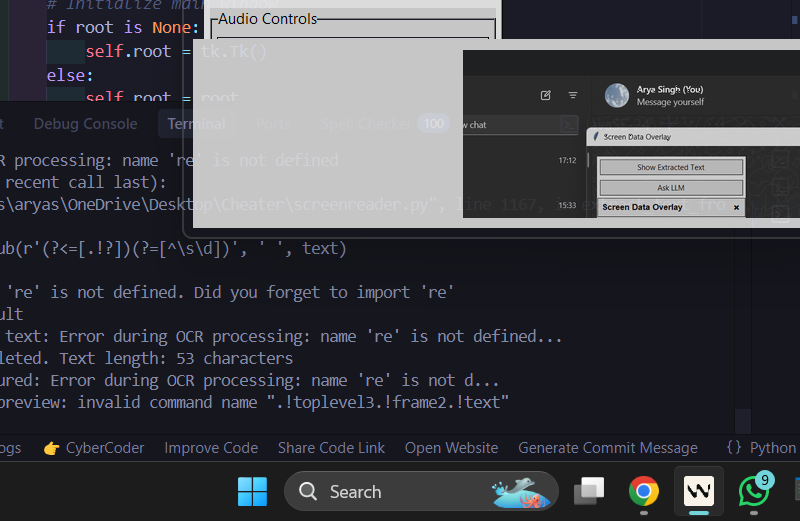 # Initialize main window
if root is None:
self.root = tk.Tk()
else:
self.root = root
Audio Controls
Arya Singh (You)
Message yourself
w chat
17:12
15:33
Screen Data Overlay
Show Extracted Text
Ask LLM
Screen Data Overlay
t Debug Console Terminal Ports Spell Checker 100
R processing: name 're' is not defined
recent call last):
s\aryas\OneDrive\Desktop\Cheater\screenreader.py", line 1167, fro
ub(r'(?<=[.!?])(?=[^\s\d])', ' ', text)
're' is not defined. Did you forget to import 're'
ult
text: Error during OCR processing: name 're' is not defined...
leted. Text length: 53 characters
ured: Error during OCR processing: name 're' is not d...
preview: invalid command name ".!toplevel3.!frame2.!text"
ogs 👉 CyberCoder Improve Code Share Code Link Open Website Generate Commit Message {} Python
Search
9